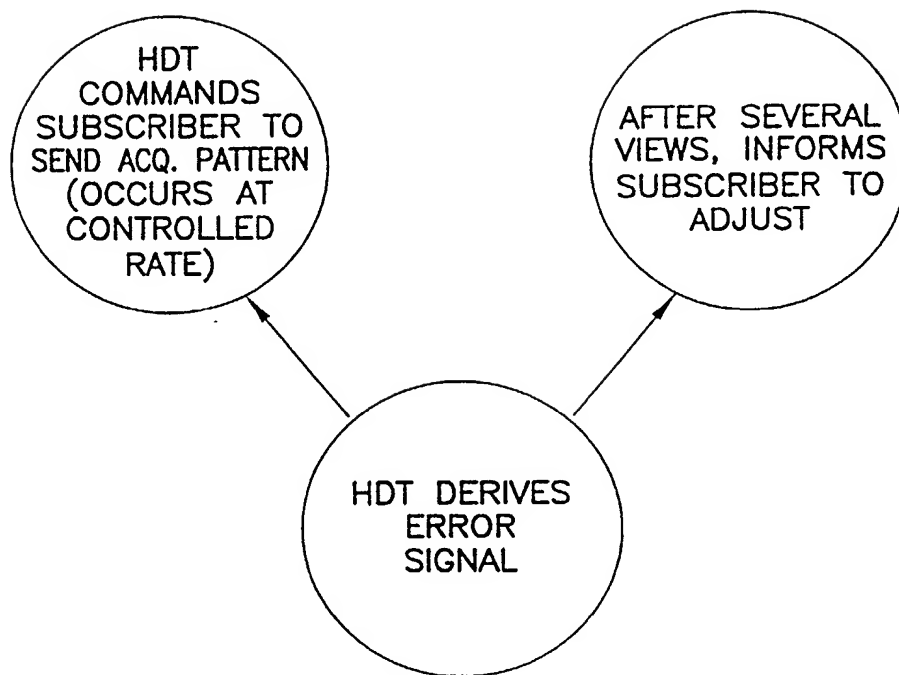 HDT
COMMANDS
SUBSCRIBER TO
SEND ACQ. PATTERN
(OCCURS AT
CONTROLLED
RATE)
AFTER SEVERAL
VIEWS, INFORMS
SUBSCRIBER TO
ADJUST
HDT DERIVES
ERROR
SIGNAL